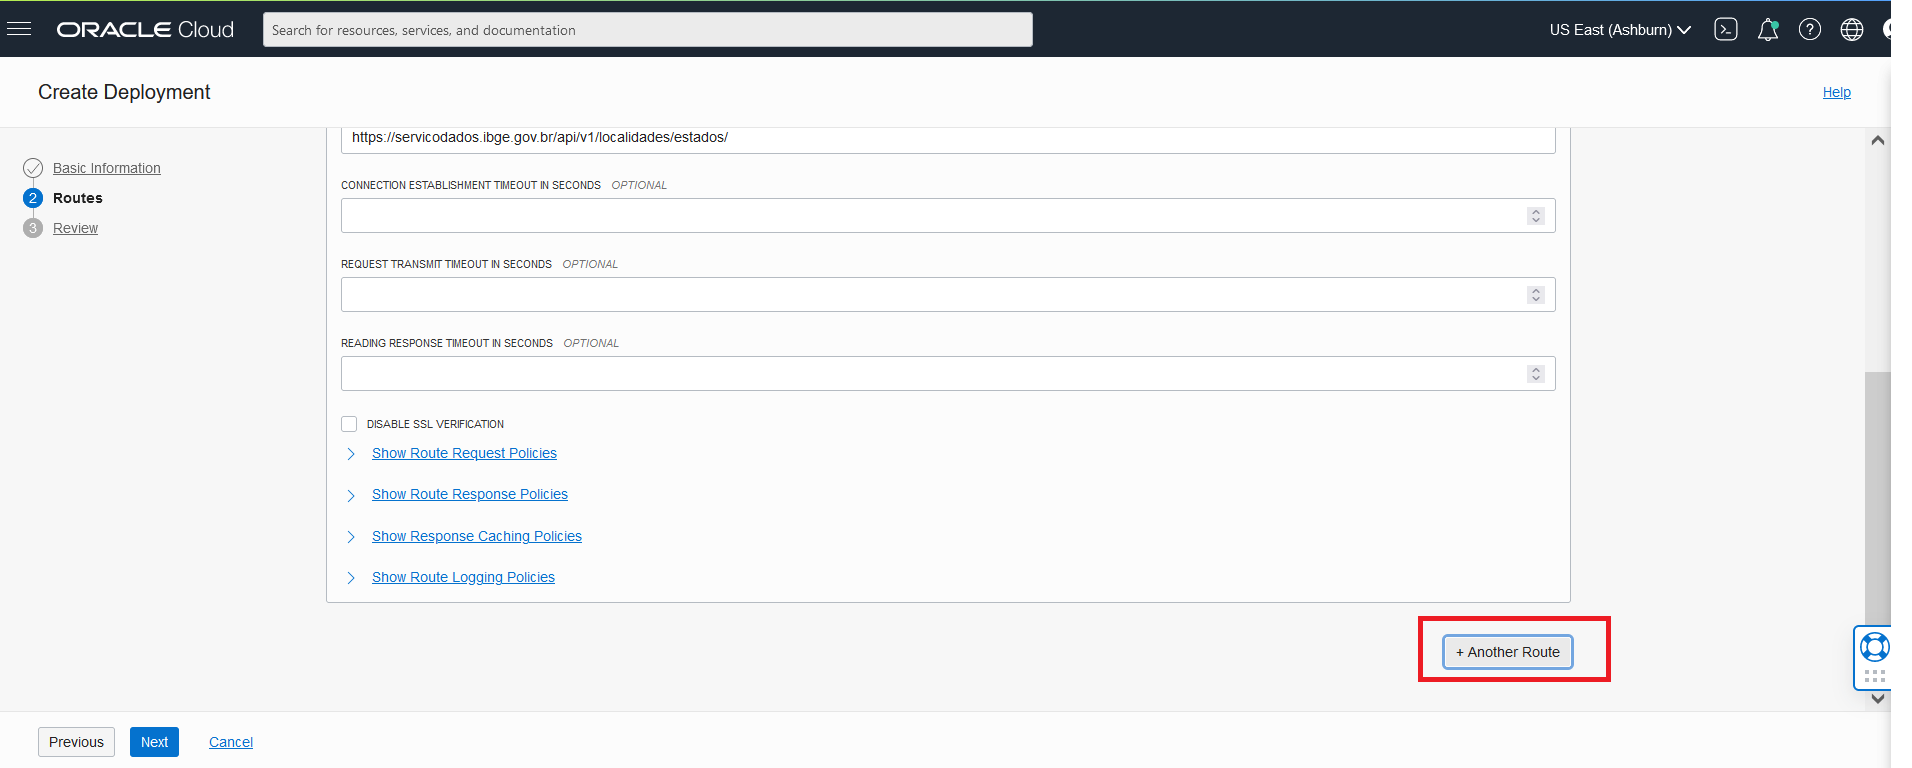 ORACLE Cloud
Search for resources, services, and documentation
US East (Ashburn)
Create Deployment
Help
Basic Information
2 Routes
3 Review
https://servicodados.ibge.gov.br/api/v1/localidades/estados/
CONNECTION ESTABLISHMENT TIMEOUT IN SECONDS OPTIONAL
REQUEST TRANSMIT TIMEOUT IN SECONDS OPTIONAL
READING RESPONSE TIMEOUT IN SECONDS OPTIONAL
DISABLE SSL VERIFICATION
Show Route Request Policies
Show Route Response Policies
Show Response Caching Policies
Show Route Logging Policies
+ Another Route
Previous
Next
Cancel